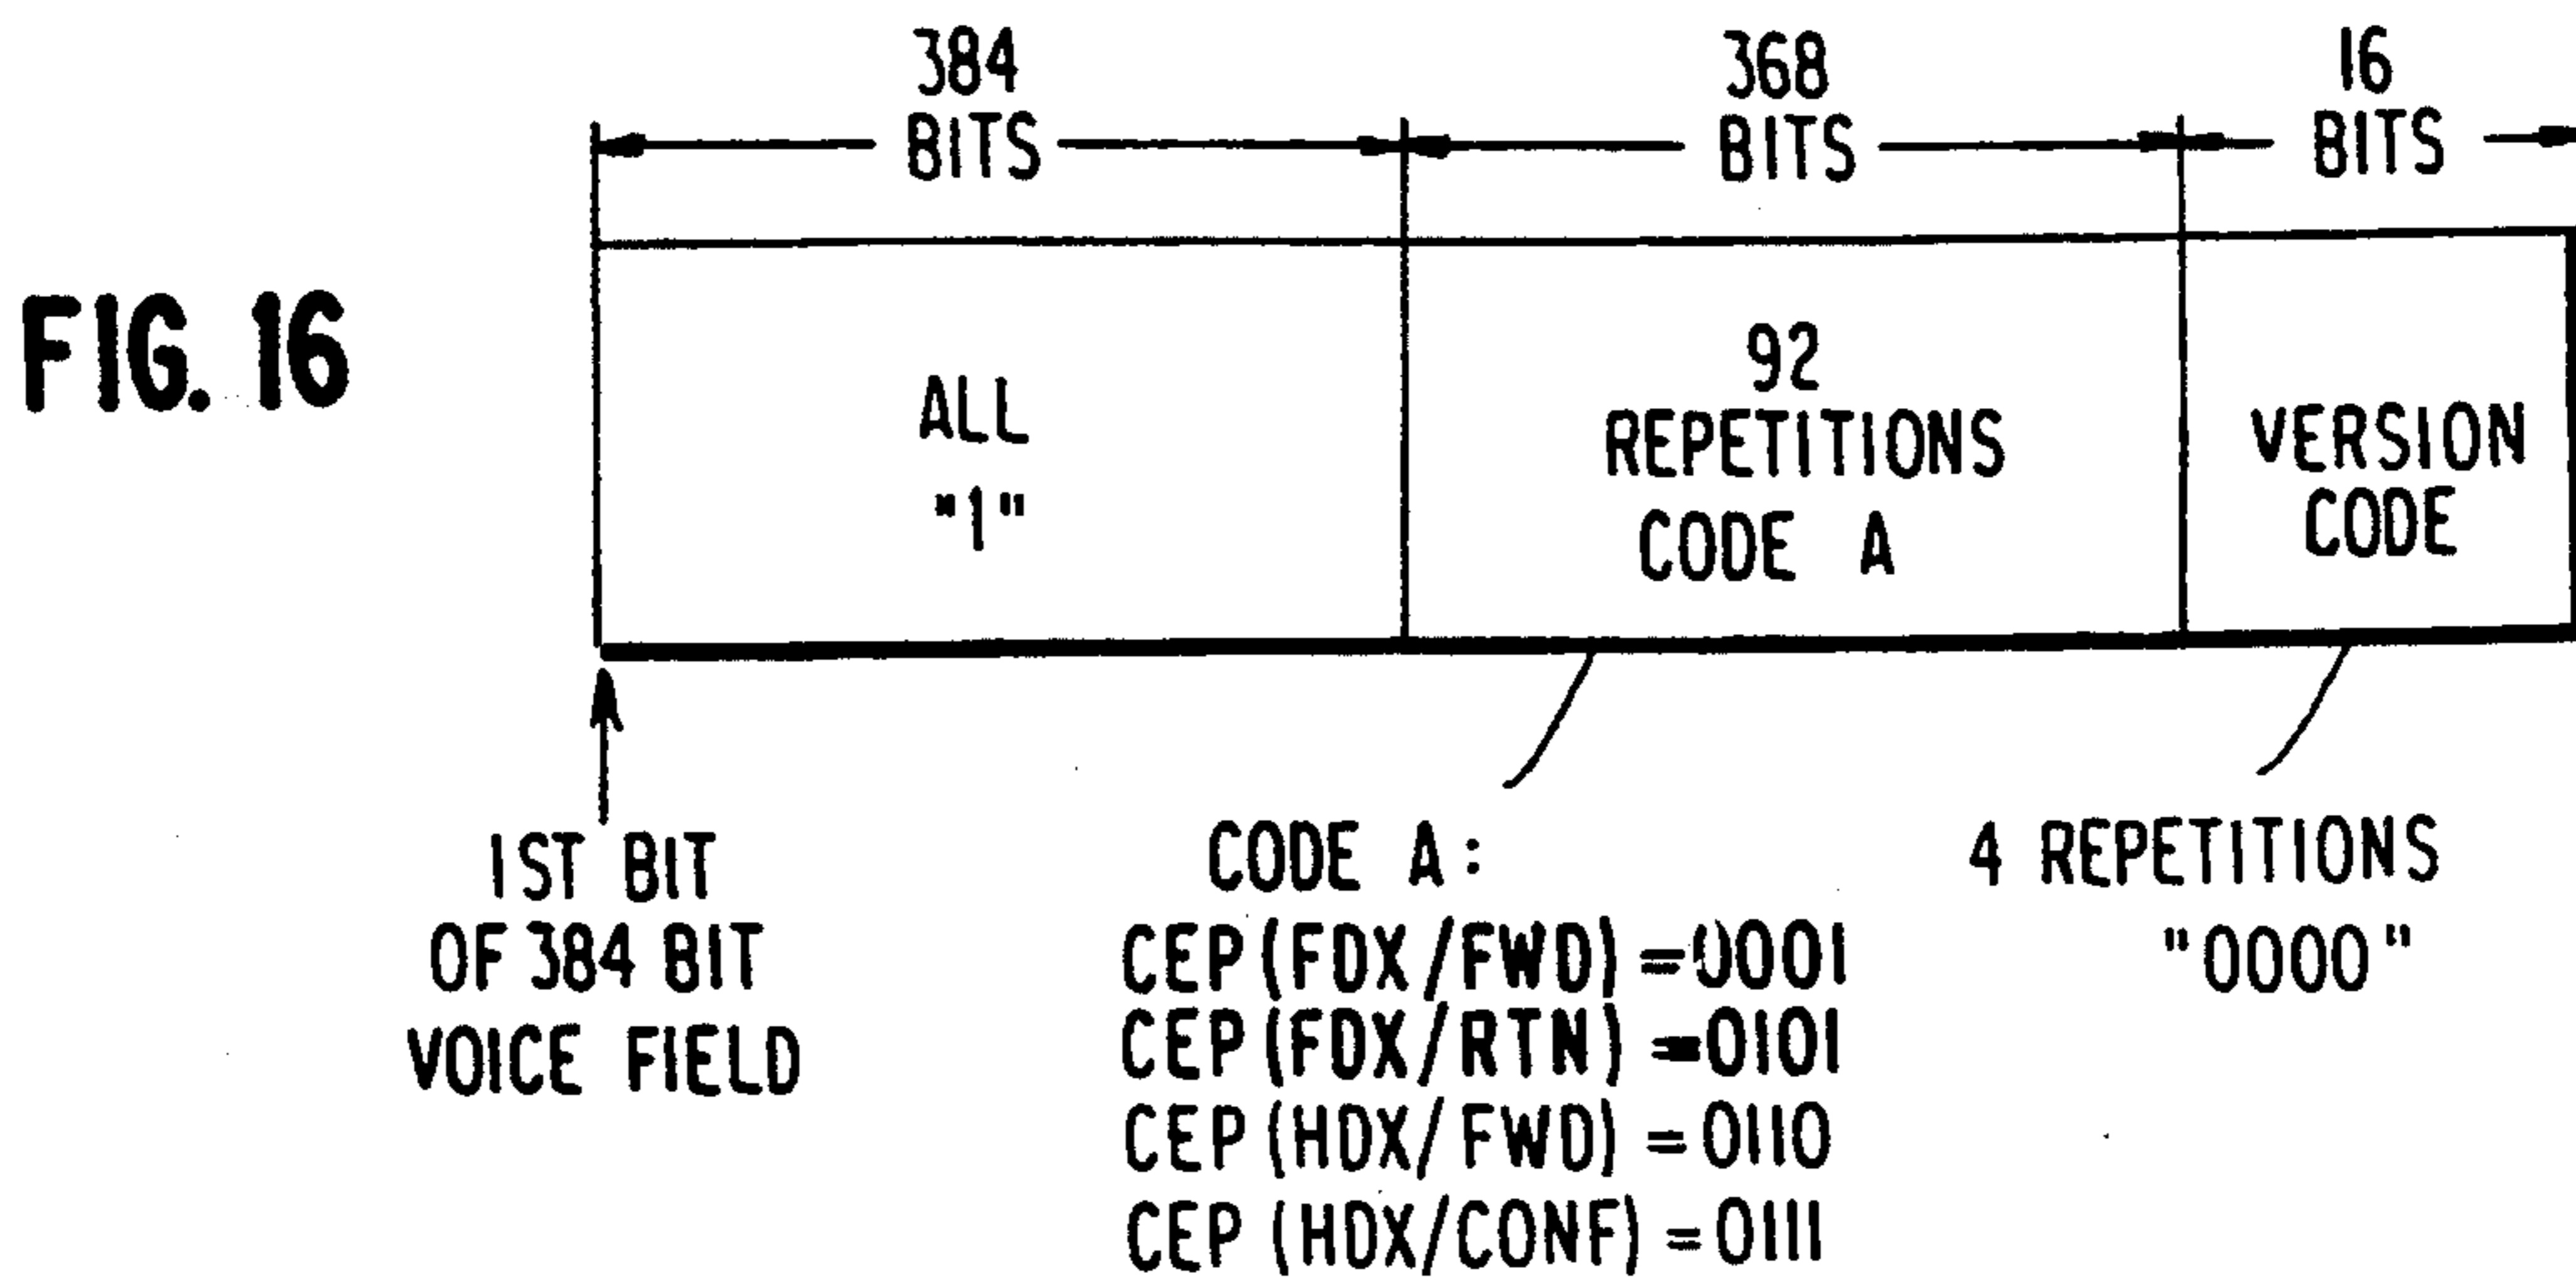 384
BITS
368
BITS
16
BITS
FIG. 16
ALL
"1"
92
REPETITIONS
CODE A
VERSION
CODE
1ST BIT
OF 384 BIT
VOICE FIELD
CODE A:
CEP (FDX/FWD) = 0001
CEP (FDX/RTN) = 0101
CEP (HDX/FWD) = 0110
CEP (HDX/CONF) = 0111
4 REPETITIONS
"0000"